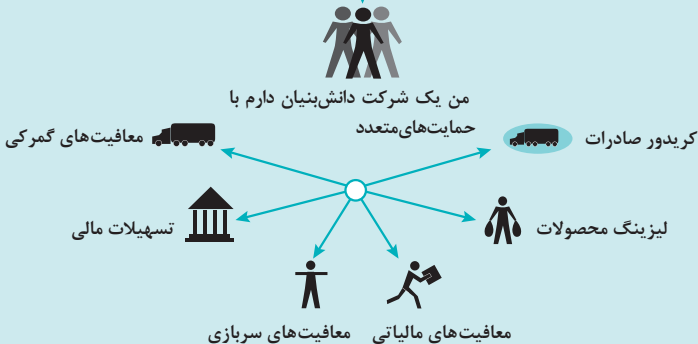 من یک شرکت دانش‌بنیان دارم با
حمایت‌های‌متعدد
کریدور صادرات
معافیت‌های گمرکی
لیزینگ محصولات
تسهیلات مالی
معافیت‌های مالیاتی
معافیت‌های سربازی